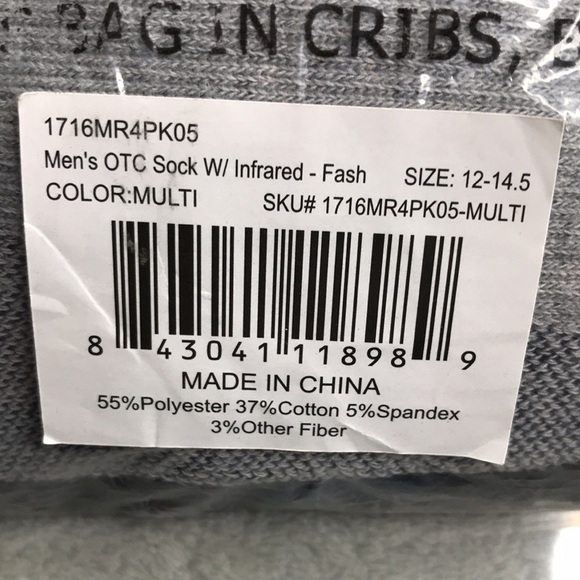 BAG IN CRIBS,
1716MR4PK05
Men's OTC Sock W/ Infrared - Fash SIZE: 12-14.5
COLOR:MULTI SKU# 1716MR4PK05-MULTI
8 43041 11898 9
MADE IN CHINA
55%Polyester 37%Cotton 5%Spandex
3%Other Fiber